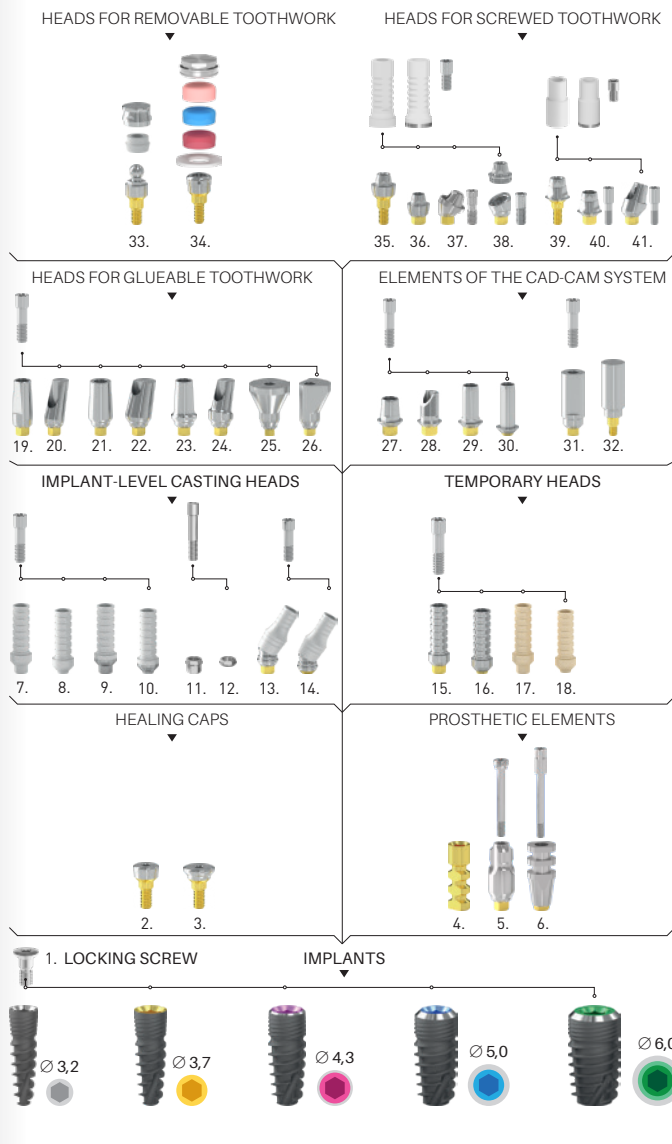 HEADS FOR REMOVABLE TOOTHWORK
33. 34.
HEADS FOR SCREWED TOOTHWORK
35. 36. 37. 38. 39. 40. 41.
HEADS FOR GLUEABLE TOOTHWORK
19. 20. 21. 22. 23. 24. 25. 26.
ELEMENTS OF THE CAD-CAM SYSTEM
27. 28. 29. 30. 31. 32.
IMPLANT-LEVEL CASTING HEADS
7. 8. 9. 10. 11. 12. 13. 14.
TEMPORARY HEADS
15. 16. 17. 18.
HEALING CAPS
2. 3.
PROSTHETIC ELEMENTS
4. 5. 6.
1. LOCKING SCREW
IMPLANTS
∅ 3,2
∅ 3,7
∅ 4,3
∅ 5,0
∅ 6,0